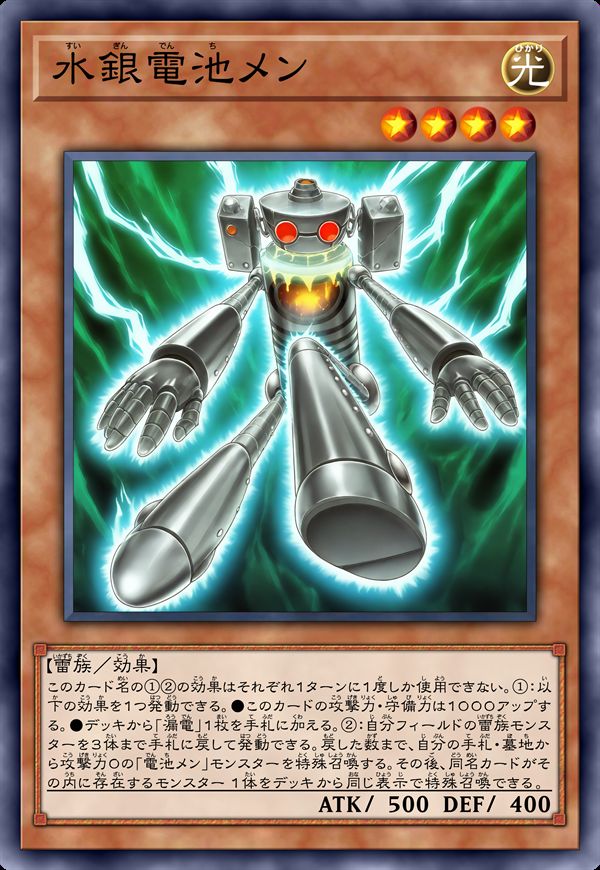 水銀電池メン
光
【雷族/効果】
このカード名の①②の効果はそれぞれ1ターンに1度しか使用できない。①:以
下の効果を1つ発動できる。●このカードの攻撃力・守備力は1000アップす
る。●デッキから「漏電」1枚を手札に加える。②:自分フィールドの雷族モンス
ターを3体まで手札に戻して発動できる。戻した数まで、自分の手札・墓地か
ら攻撃力0の「電池メン」モンスターを特殊召喚する。その後、同名カードがそ
の内に存在するモンスター1体をデッキから同じ表示で特殊召喚できる。
ATK/ 500 DEF/ 400